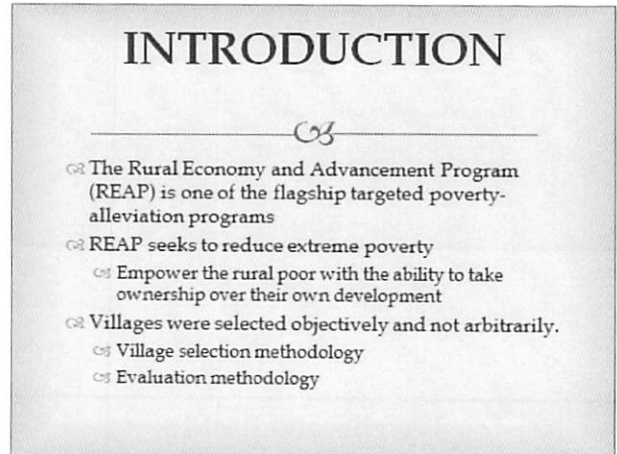 INTRODUCTION
The Rural Economy and Advancement Program
(REAP) is one of the flagship targeted poverty-
alleviation programs
REAP seeks to reduce extreme poverty
Empower the rural poor with the ability to take
ownership over their own development
Villages were selected objectively and not arbitrarily.
Village selection methodology
Evaluation methodology